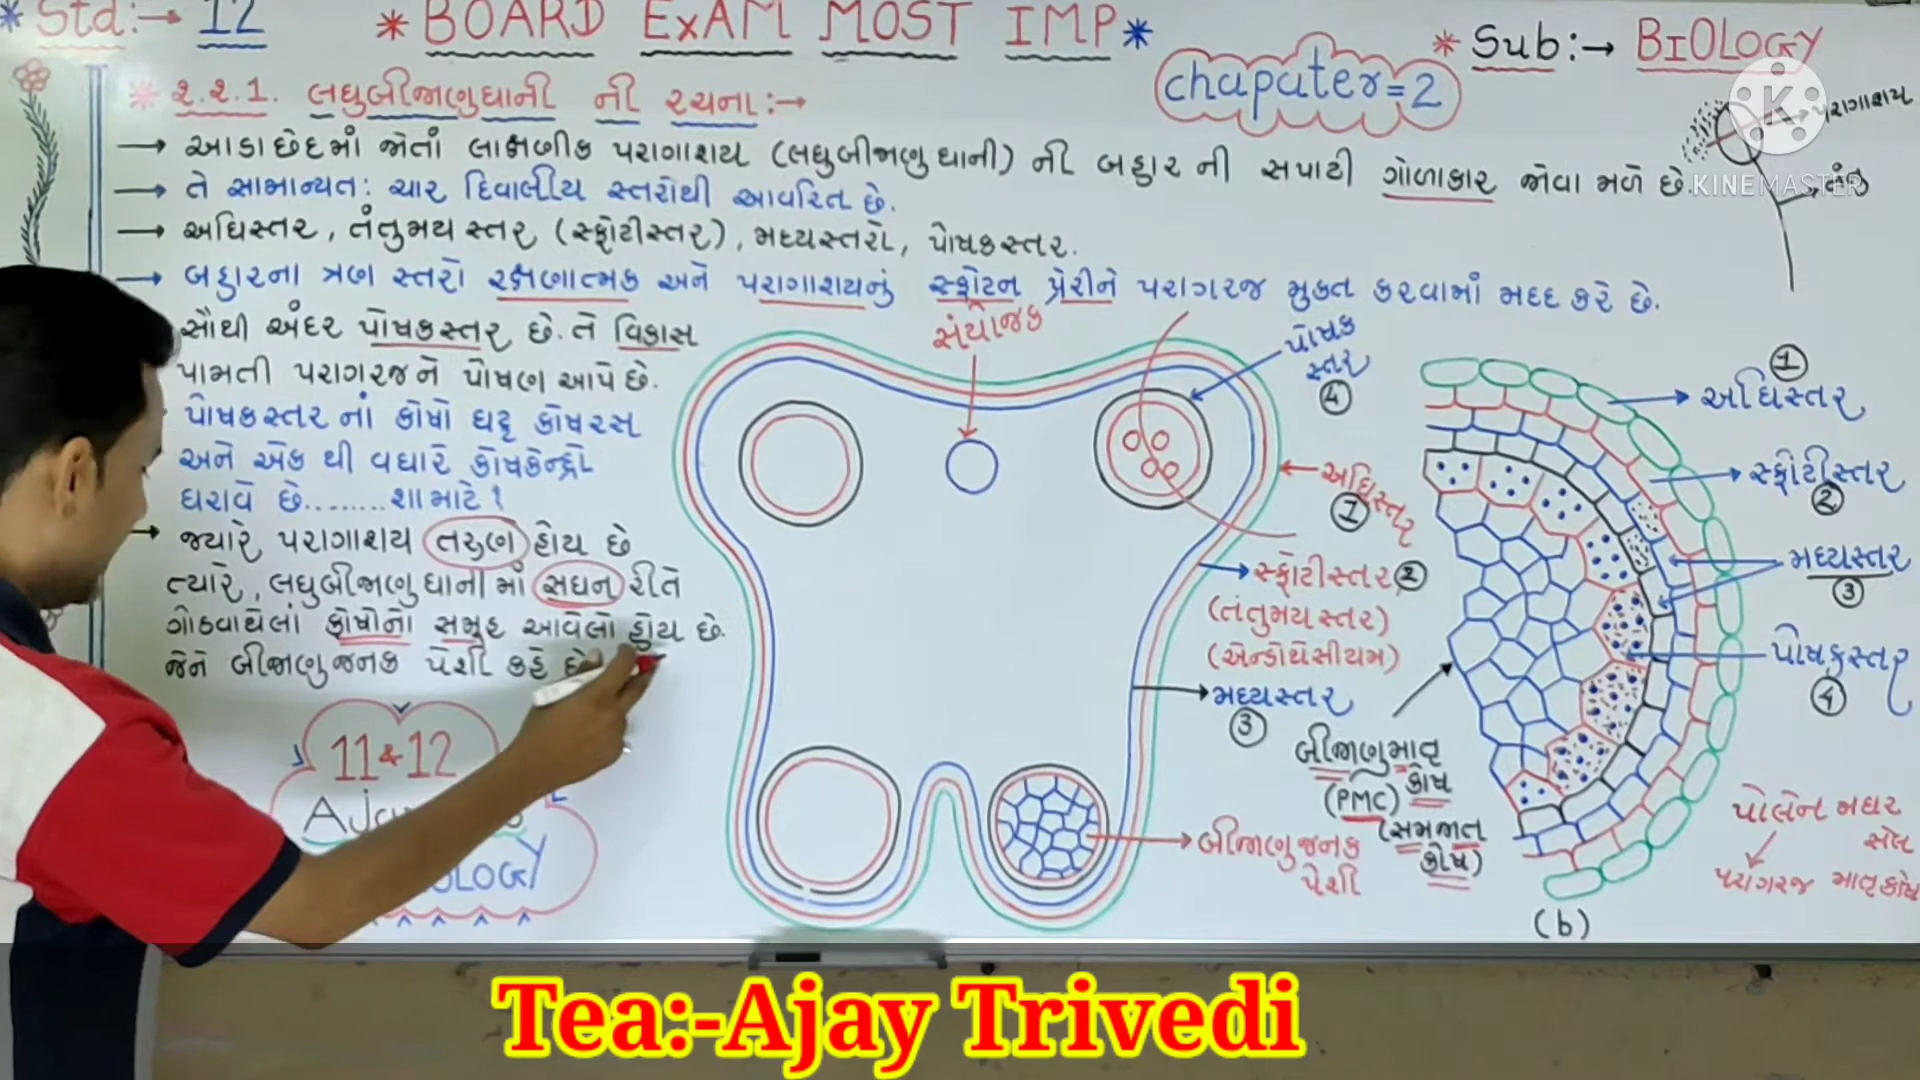 * Std:→ 12
* BOARD ExAM MOST IMP *
* Sub:→ BiOLOGY
chapater=2
* ૨.૨.1. લઘુબીજાણુધાની ની રચના:→
→ આડા છેદમાં જોતાં લાક્ષણીક પરાગાશય (લઘુબીજાણુધાની) ની બહાર ની સપાટી ગોળાકાર જોવા મળે છે.
→ તે સામાન્યત: ચાર દિવાલીય સ્તરોથી આવરિત છે.
→ અધિસ્તર, તંતુમય સ્તર (સ્ફોટીસ્તર), મધ્યસ્તરો, પોષકસ્તર.
→ બહારના ત્રણ સ્તરો રક્ષણાત્મક અને પરાગાશયનું સ્ફોટન પ્રેરીને પરાગરજ મુક્ત કરવામાં મદદ કરે છે.
સૌથી અંદર પોષકસ્તર છે. તે વિકાસ
પામતી પરાગરજને પોષણ આપે છે.
પોષકસ્તર નાં કોષો ઘટ્ટ કોષરસ
અને એક થી વધારે કોષકેન્દ્રો
ધરાવે છે........શા માટે?
→ જ્યારે પરાગાશય તરુણ હોય છે
ત્યારે, લઘુબીજાણુધાની માં સઘન રીતે
ગોઠવાયેલાં કોષોનો સમૂહ આવેલો હોય છે.
જેને બીજાણુજનક પેશી કહે છે
11 & 12
પરાગાશય
KINEMASTER
સંયોજક
પોષક
સ્તર
4
અધિસ્તર
1
સ્ફોટીસ્તર 2
(તંતુમય સ્તર)
(એન્ડોથેસીયમ)
મધ્યસ્તર
3
બીજાણુજનક
પેશી
1
અધિસ્તર
સ્ફોટીસ્તર
2
મધ્યસ્તર
3
પોષકસ્તર
4
બીજાણુમાતૃ
કોષ
(PMC)
(સમજાત
કોષ)
પોલેન મધર
સેલ
પરાગરજ માતૃકોષ
(b)
Tea:-Ajay Trivedi